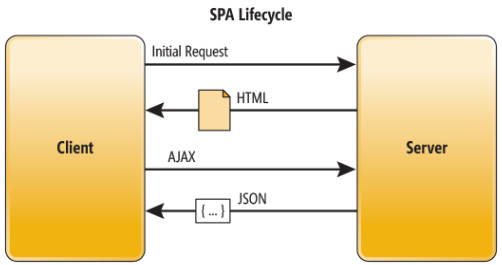 SPA Lifecycle
Initial Request
HTML
Client
Server
AJAX
JSON
{ ... }